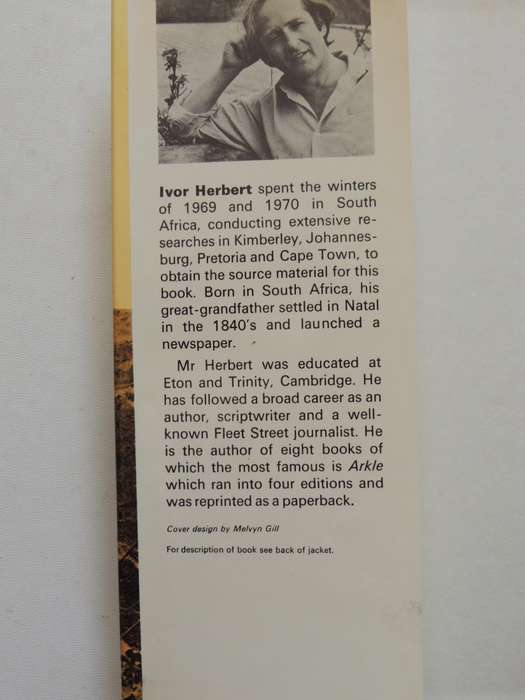 Ivor Herbert spent the winters
of 1969 and 1970 in South
Africa, conducting extensive re-
searches in Kimberley, Johannes-
burg, Pretoria and Cape Town, to
obtain the source material for this
book. Born in South Africa, his
great-grandfather settled in Natal
in the 1840's and launched a
newspaper.
Mr Herbert was educated at
Eton and Trinity, Cambridge. He
has followed a broad career as an
author, scriptwriter and a well-
known Fleet Street journalist. He
is the author of eight books of
which the most famous is Arkle
which ran into four editions and
was reprinted as a paperback.
Cover design by Melvyn Gill
For description of book see back of jacket.